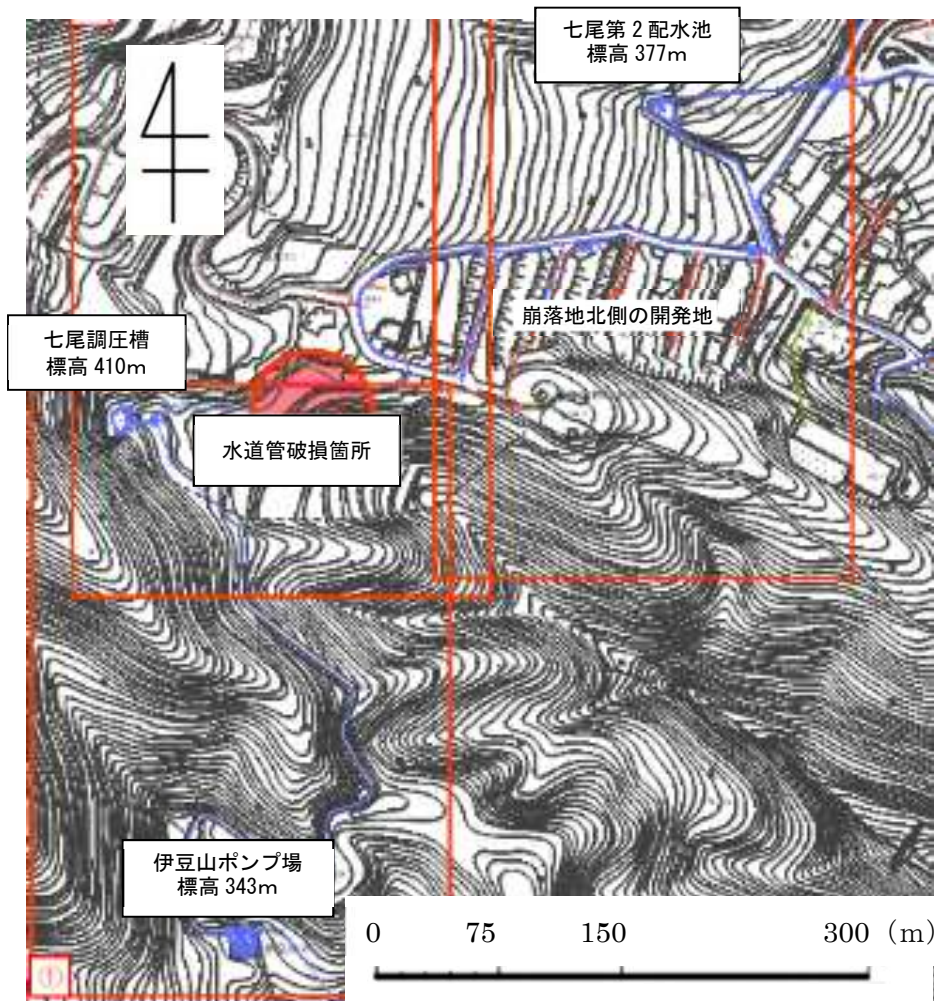 七尾第2配水池
標高 377m
崩落地北側の開発地
七尾調圧槽
標高 410m
水道管破損箇所
伊豆山ポンプ場
標高 343m
0 75 150 300 (m)
①